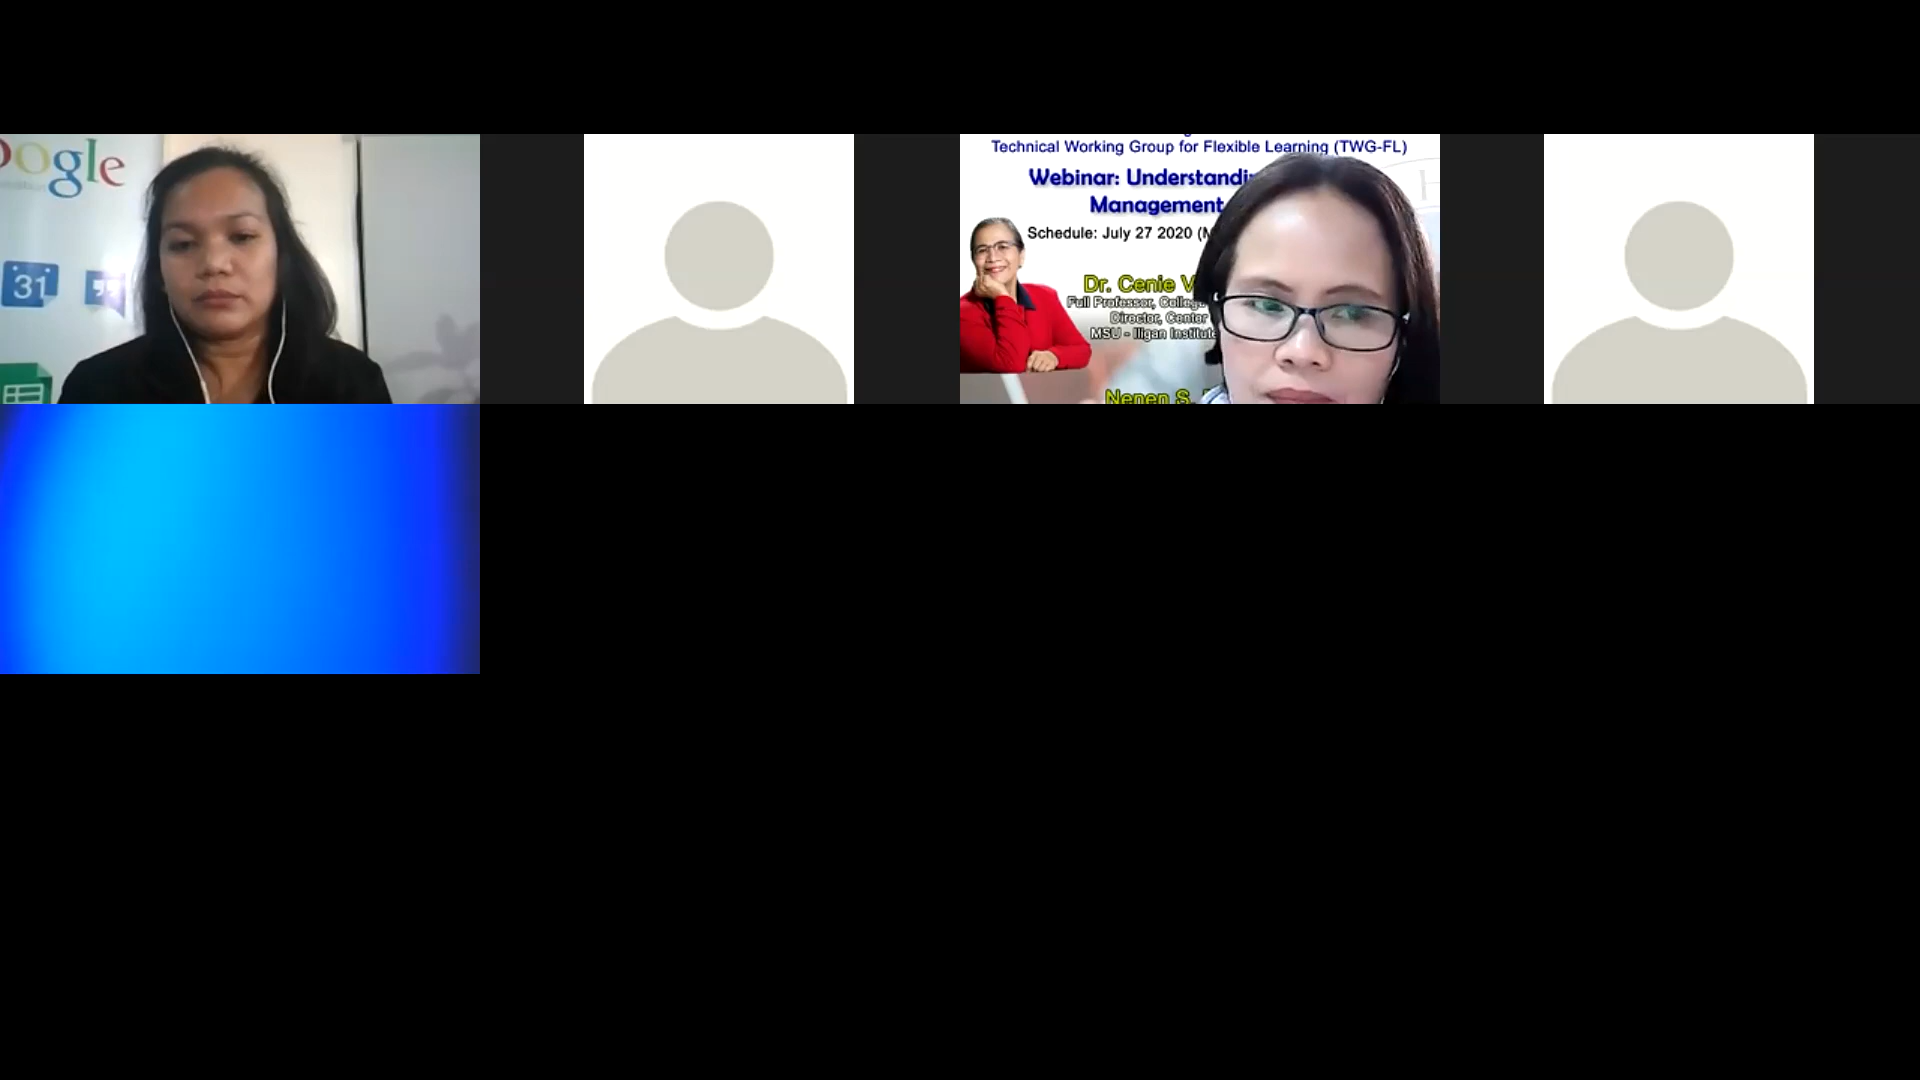 oogle
31
Technical Working Group for Flexible Learning (TWG-FL)
Webinar: Understandi
Management
Schedule: July 27 2020 (M
Dr. Cenie V
Full Professor, Colleg
Director, Center
MSU - Iligan Institute
Nenen S.